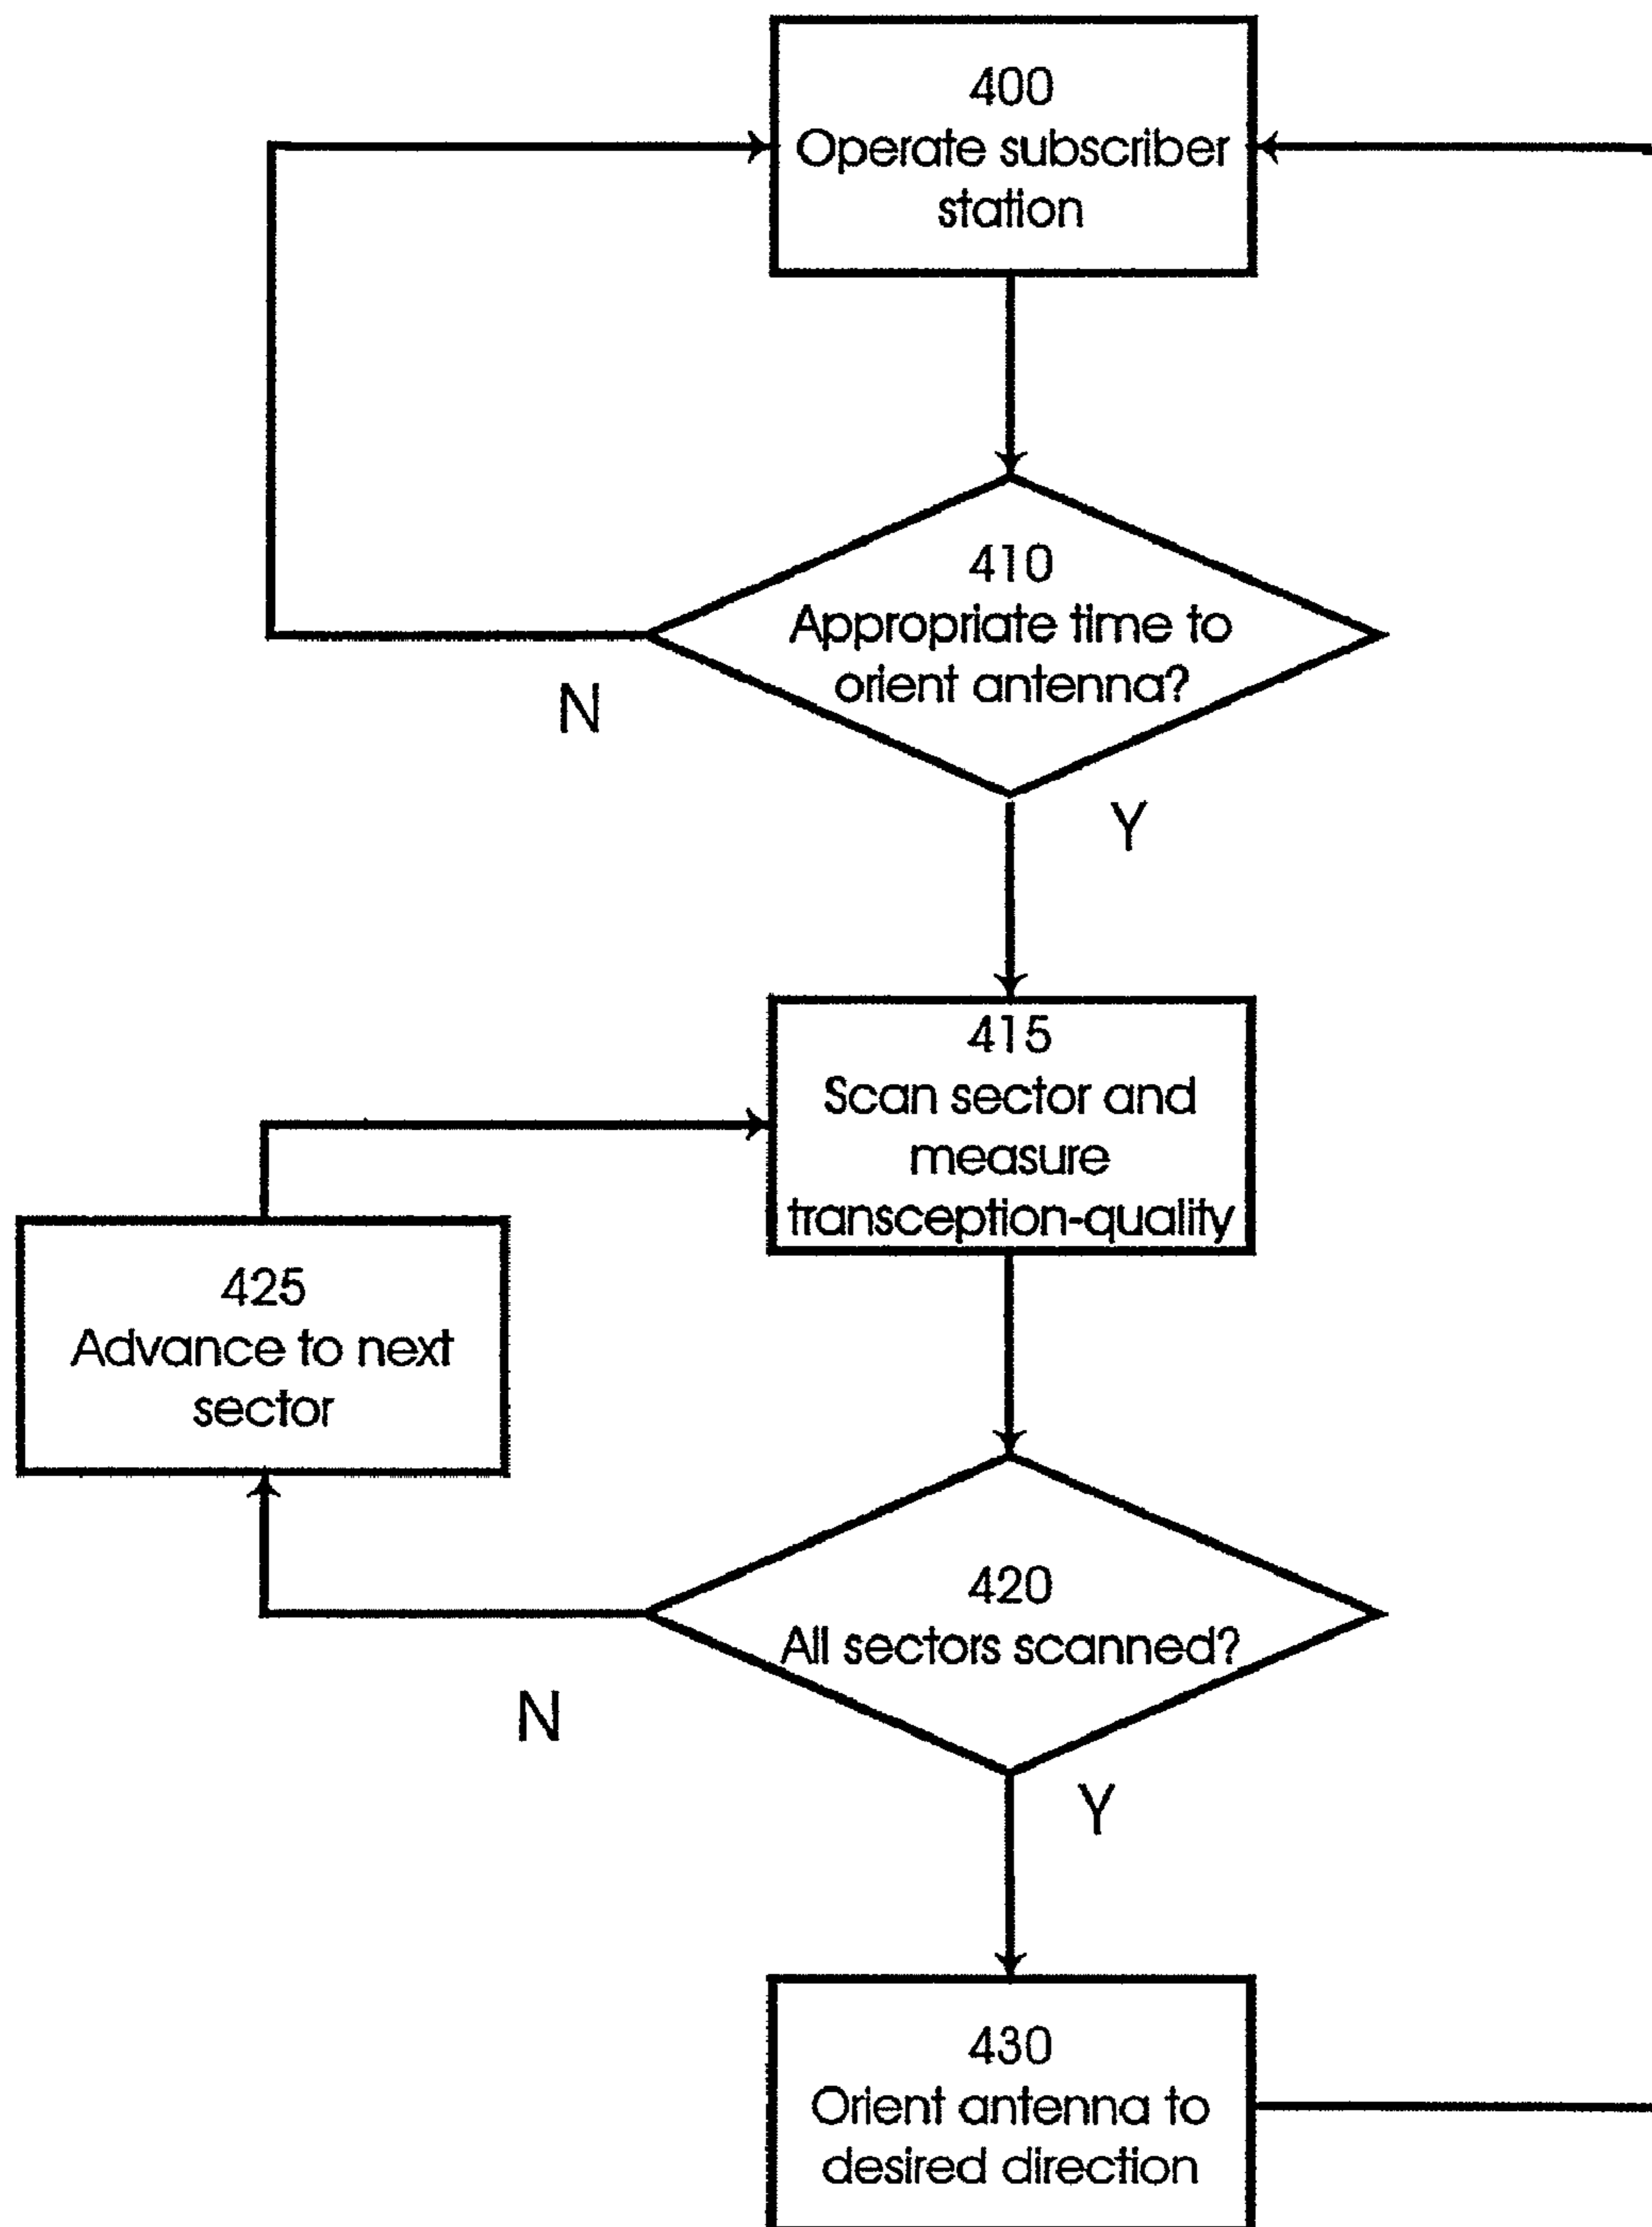 400
Operate subscriber
station
410
Appropriate time to
orient antenna?
N
Y
415
Scan sector and
measure
transception-quality
425
Advance to next
sector
420
All sectors scanned?
N
Y
430
Orient antenna to
desired direction